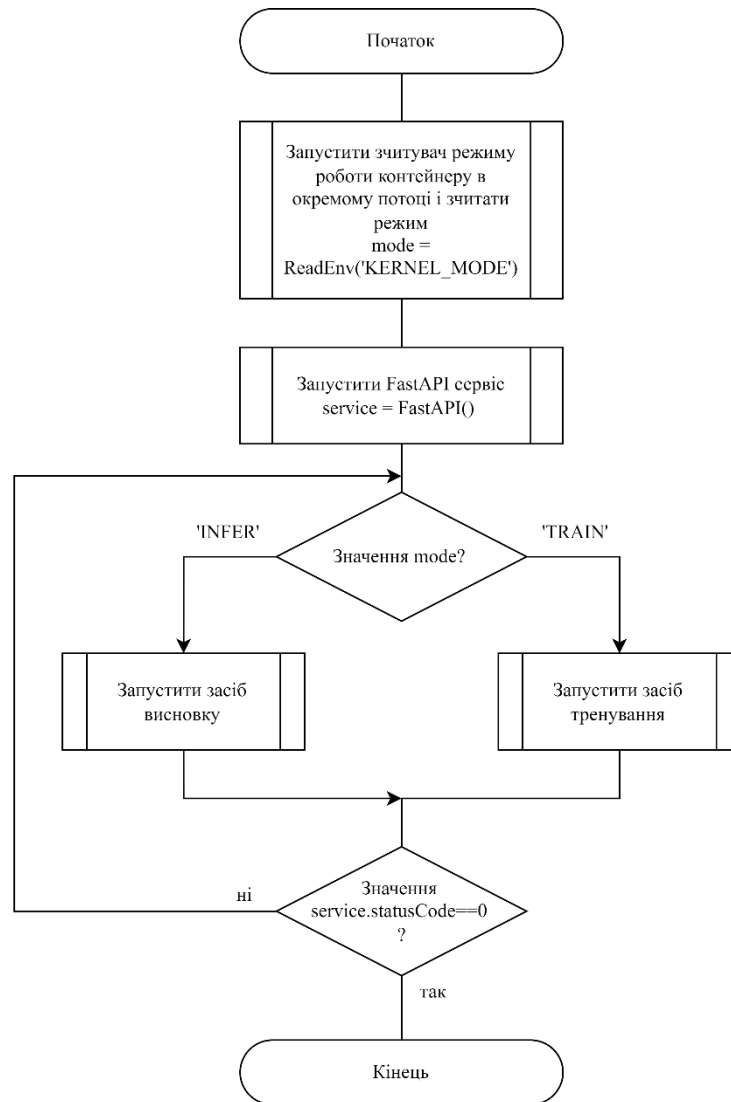 Початок
Запустити зчитувач режиму
роботи контейнеру в
окремому потоці і зчитати
режим
mode =
ReadEnv('KERNEL_MODE')
Запустити FastAPI сервіс
service = FastAPI()
'INFER'
'TRAIN'
Значення mode?
Запустити засіб
висновку
Запустити засіб
тренування
ні
Значення
service.statusCode==0
?
так
Кінець